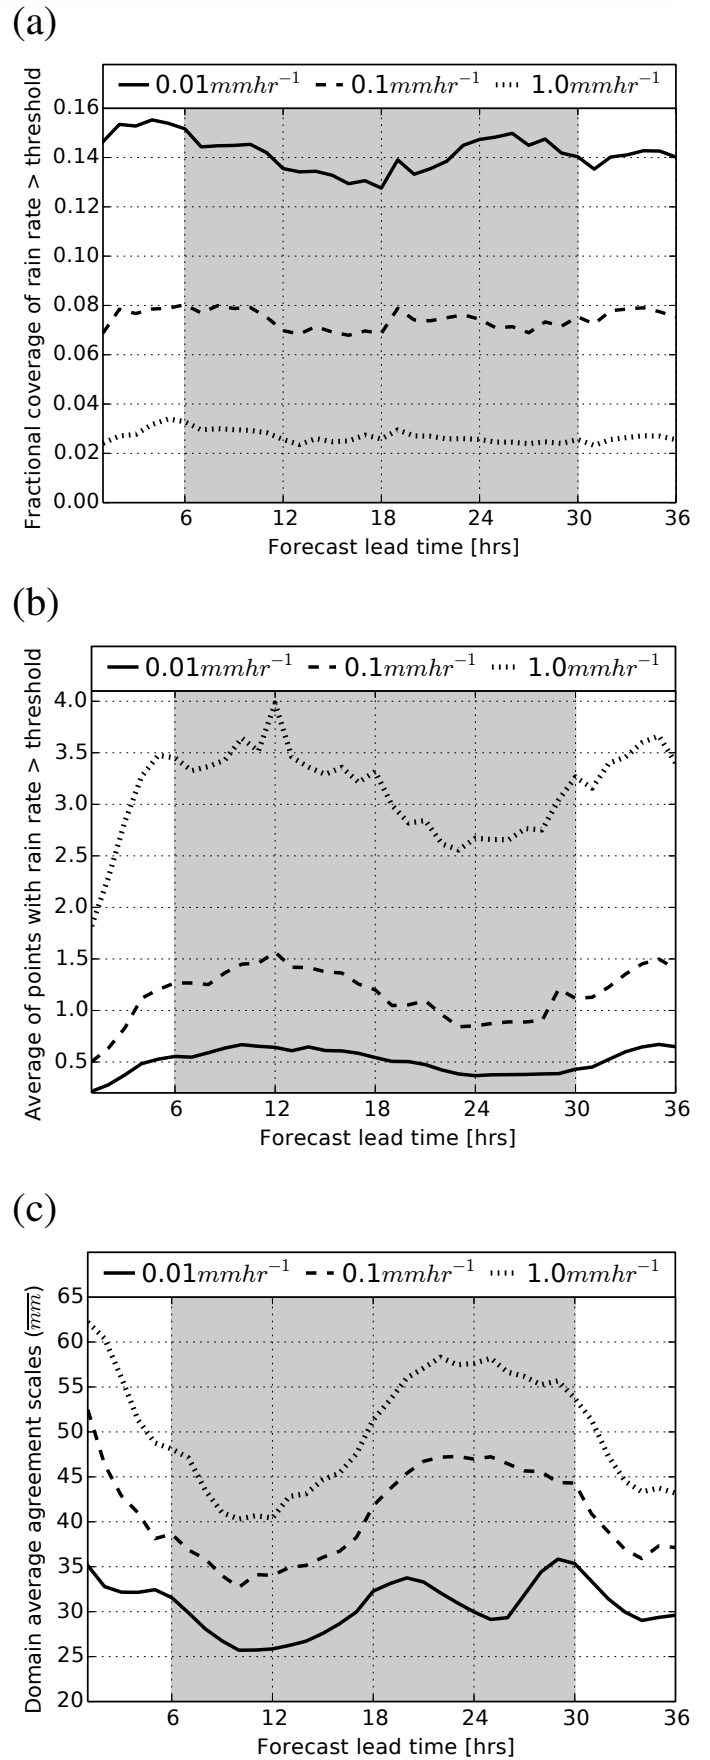 (a)
0.01mmhr⁻¹ 0.1mmhr⁻¹ 1.0mmhr⁻¹
Fractional coverage of rain rate > threshold
0.16
0.14
0.12
0.10
0.08
0.06
0.04
0.02
0.00
6 12 18 24 30 36
Forecast lead time [hrs]
(b)
0.01mmhr⁻¹ 0.1mmhr⁻¹ 1.0mmhr⁻¹
Average of points with rain rate > threshold
4.0
3.5
3.0
2.5
2.0
1.5
1.0
0.5
6 12 18 24 30 36
Forecast lead time [hrs]
(c)
0.01mmhr⁻¹ 0.1mmhr⁻¹ 1.0mmhr⁻¹
Domain average agreement scales (m̅m̅)
65
60
55
50
45
40
35
30
25
20
6 12 18 24 30 36
Forecast lead time [hrs]